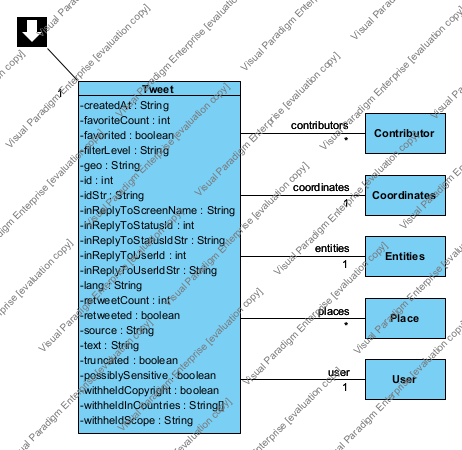 1
Tweet
-createdAt : String
-favoriteCount : int
-favorited : boolean
-filterLevel : String
-geo : String
-id : int
-idStr : String
-inReplyToScreenName : String
-inReplyToStatusId : int
-inReplyToStatusIdStr : String
-inReplyToUserId : int
-inReplyToUserIdStr : String
-lang : String
-retweetCount : int
-retweeted : boolean
-source : String
-text : String
-truncated : boolean
-possiblySensitive : boolean
-withheldCopyright : boolean
-withheldInCountries : String[]
-withheldScope : String
contributors
*
Contributor
coordinates
1
Coordinates
entities
1
Entities
places
*
Place
user
1
User
Visual Paradigm Enterprise [evaluation copy]